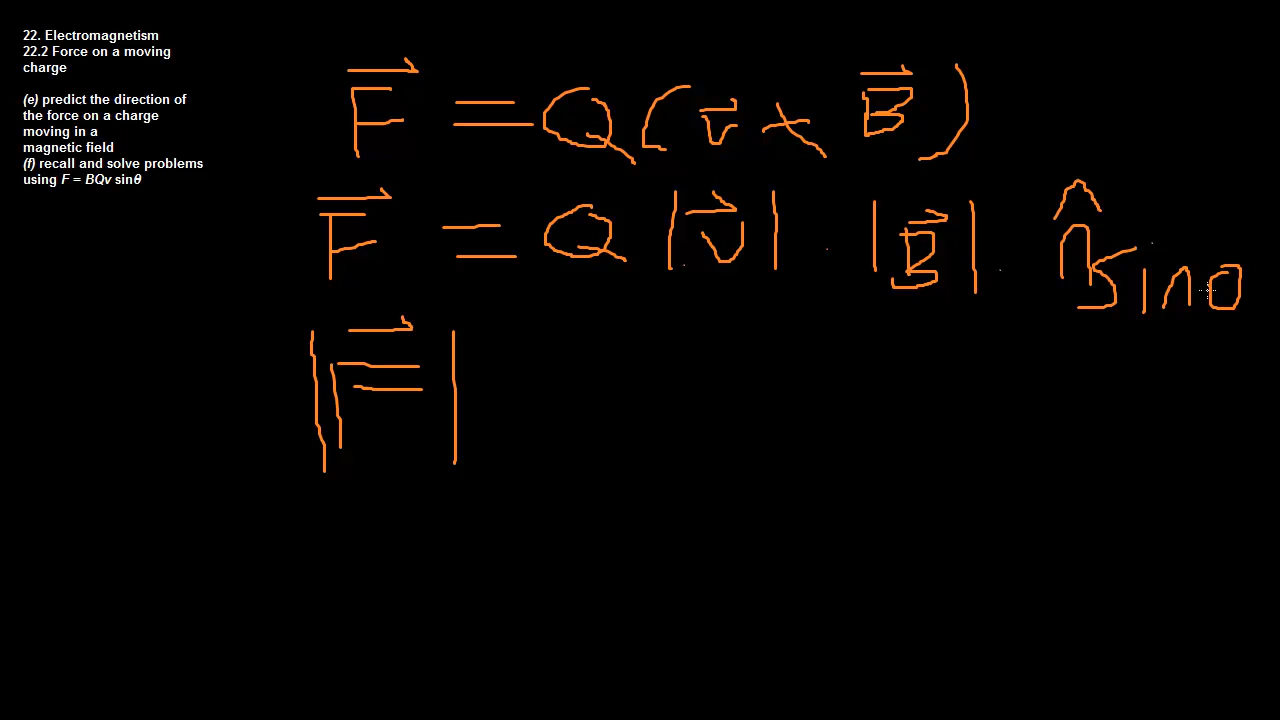 22. Electromagnetism
22.2 Force on a moving
charge
(e) predict the direction of
the force on a charge
moving in a
magnetic field
(f) recall and solve problems
using F = BQv sinθ
F⃗ = Q(v⃗ × B⃗)
F⃗ = Q |v⃗| |B⃗| n̂ sinθ
|F⃗|